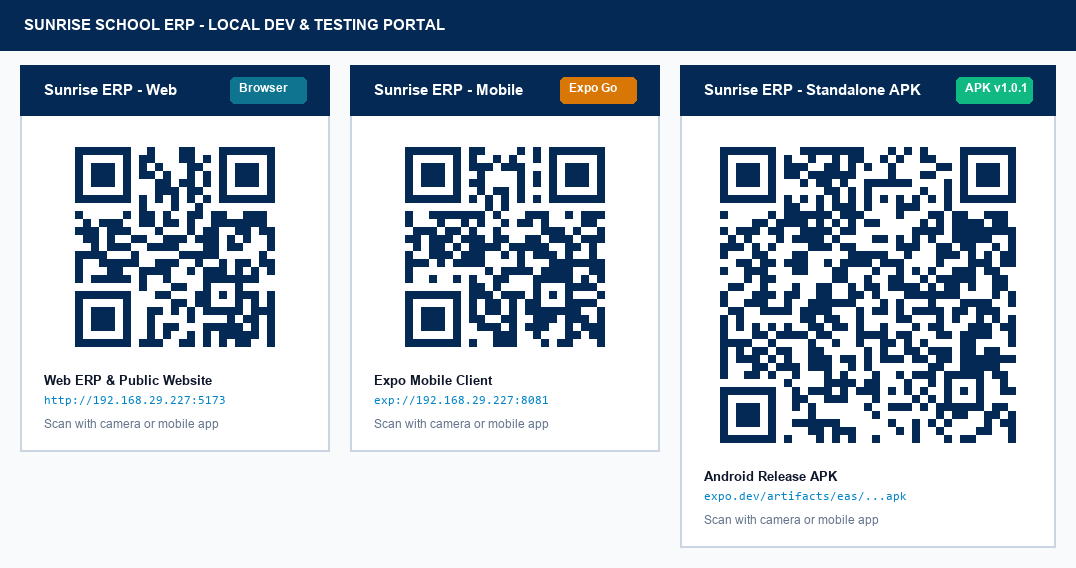 SUNRISE SCHOOL ERP - LOCAL DEV & TESTING PORTAL
Sunrise ERP - Web
Browser
Web ERP & Public Website
http://192.168.29.227:5173
Scan with camera or mobile app
Sunrise ERP - Mobile
Expo Go
Expo Mobile Client
exp://192.168.29.227:8081
Scan with camera or mobile app
Sunrise ERP - Standalone APK
APK v1.0.1
Android Release APK
expo.dev/artifacts/eas/...apk
Scan with camera or mobile app